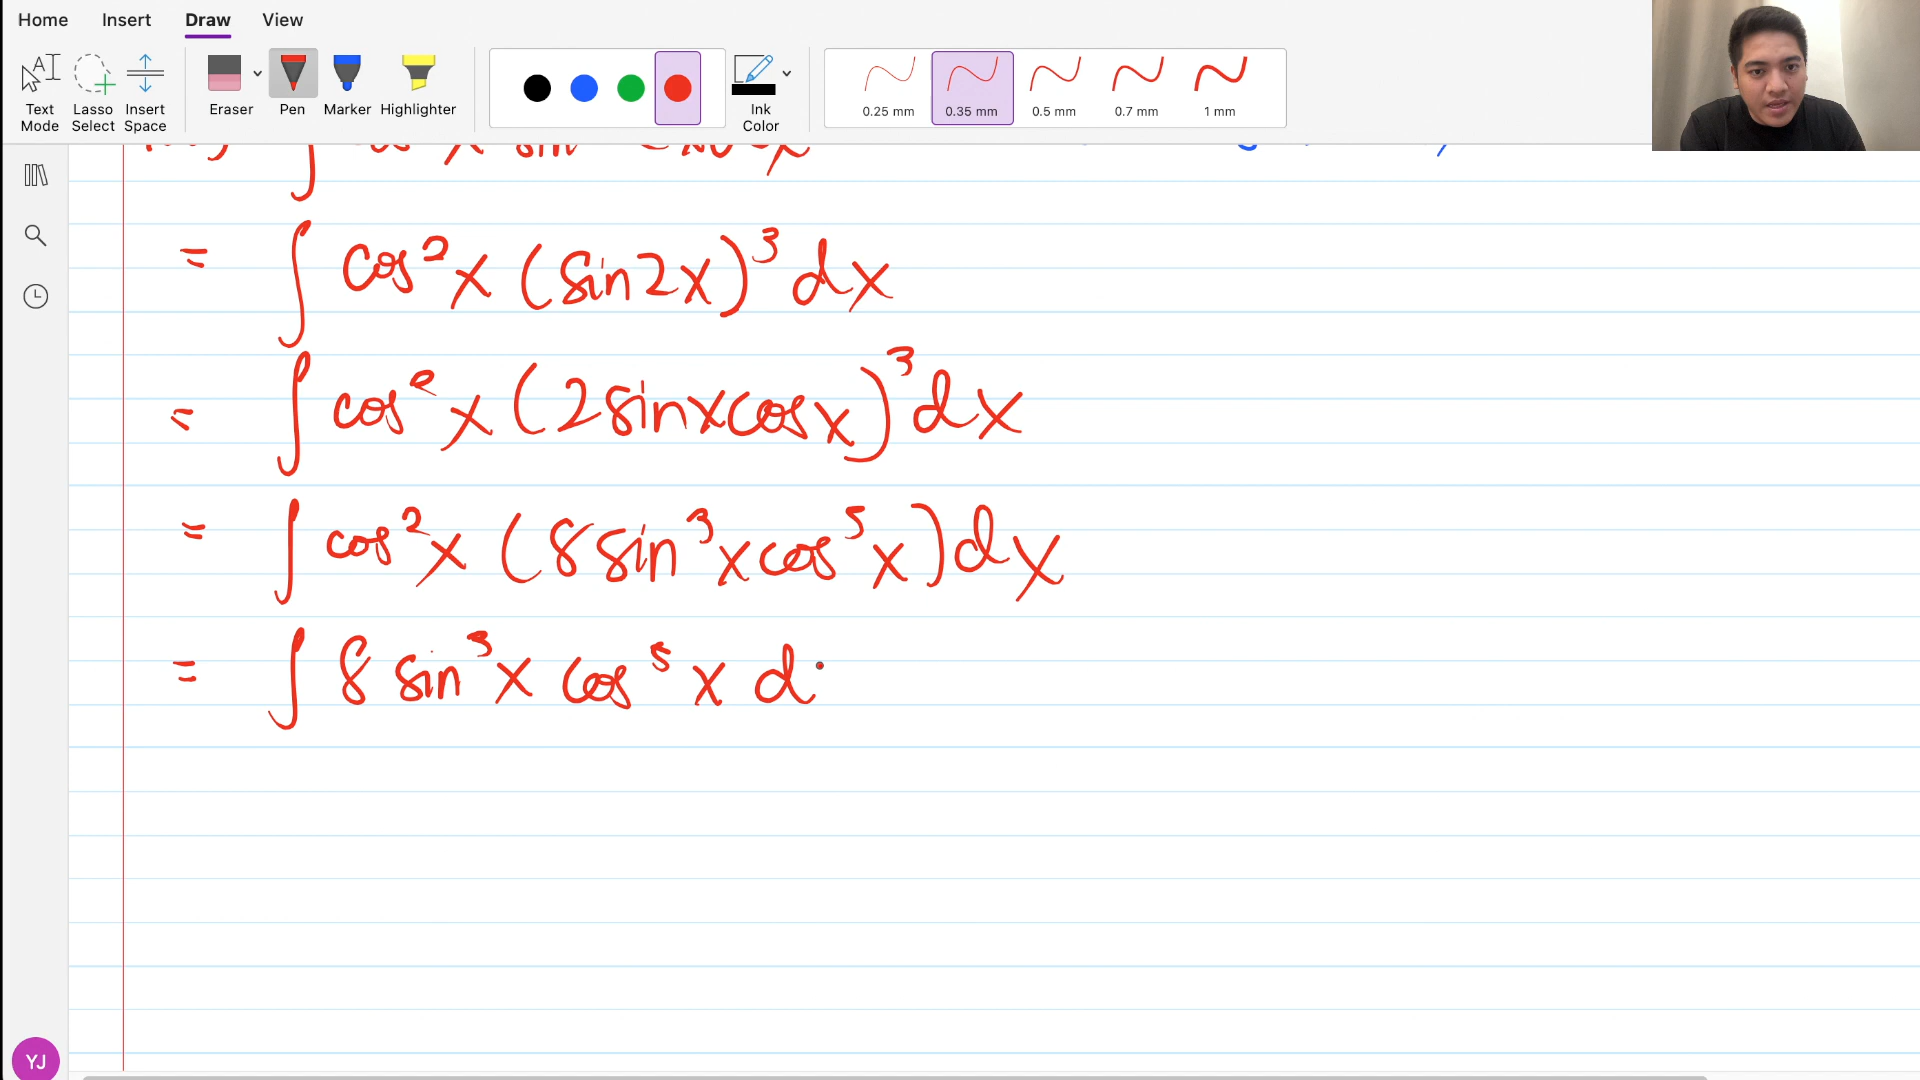 Home Insert Draw View
Text Mode Lasso Select Insert Space Eraser Pen Marker Highlighter Ink Color 0.25 mm 0.35 mm 0.5 mm 0.7 mm 1 mm
= ∫ cos²x (sin2x)³ dx
= ∫ cos²x (2sinxcosx)³ dx
= ∫ cos²x (8sin³xcos⁵x) dx
= ∫ 8 sin³x cos⁵x d
YJ